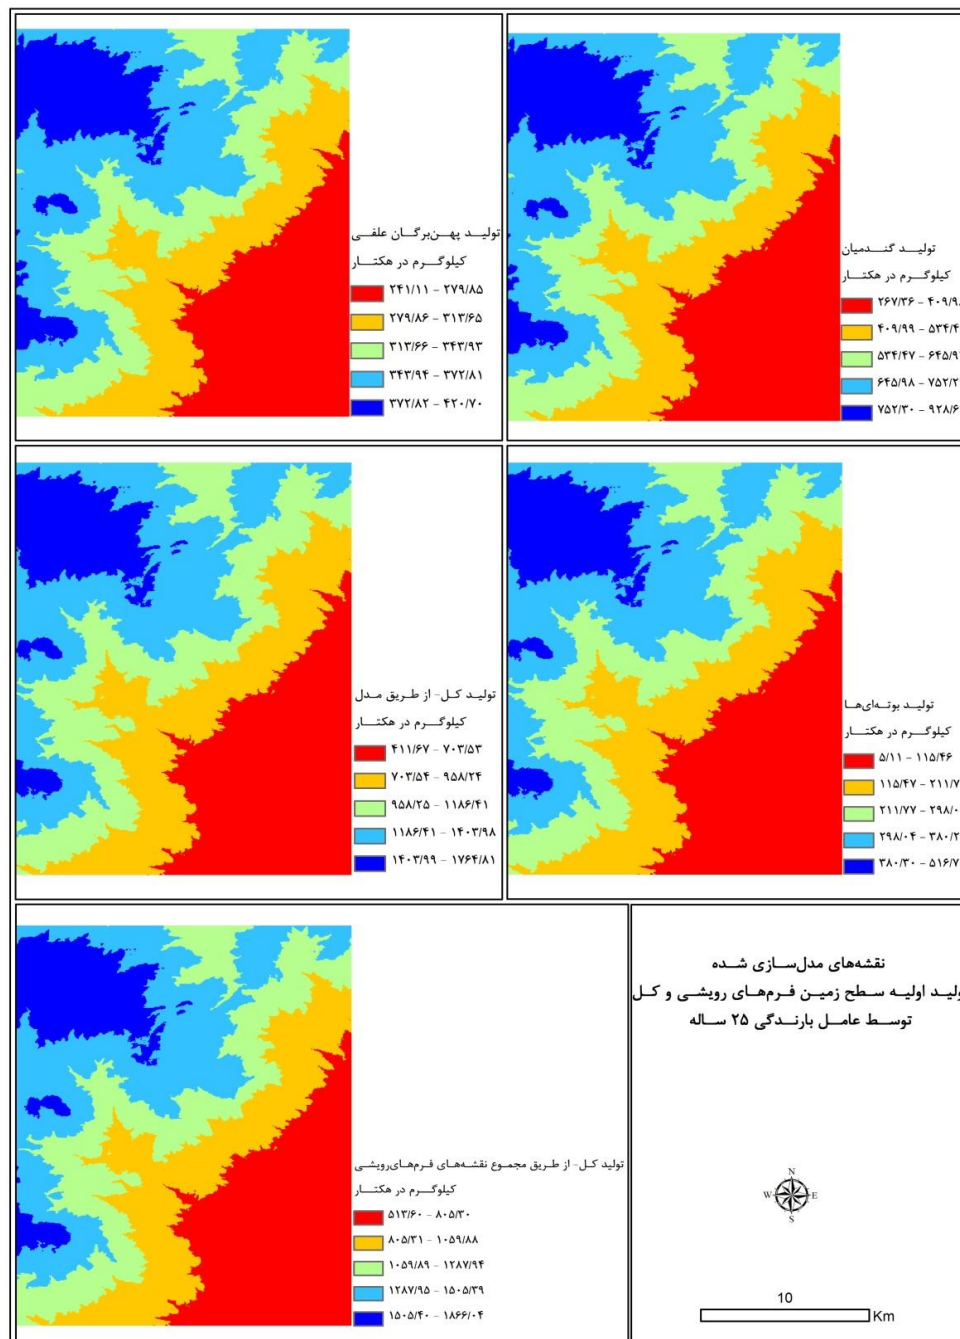 تولید پهن‌برگان علفی
کیلوگرم در هکتار
۲۴۱/۱۱ - ۲۷۹/۸۵
۲۷۹/۸۶ - ۳۱۳/۶۵
۳۱۳/۶۶ - ۳۴۳/۹۳
۳۴۳/۹۴ - ۳۷۲/۸۱
۳۷۲/۸۲ - ۴۲۰/۷۰
تولید گندمیان
کیلوگرم در هکتار
۲۶۷/۳۶ -
۴۰۹/۹۹ -
۵۳۴/۴۷ -
۶۴۵/۹۸ -
۷۵۲/۳۰ -
تولید کل- از طریق مدل
کیلوگرم در هکتار
۴۱۱/۶۷ - ۷۰۳/۵۳
۷۰۳/۵۴ - ۹۵۸/۲۴
۹۵۸/۲۵ - ۱۱۸۶/۴۱
۱۱۸۶/۴۱ - ۱۴۰۳/۹۸
۱۴۰۳/۹۹ - ۱۷۶۴/۸۱
تولید بوته‌ای‌ها
کیلوگرم در هکتار
۵/۱۱ - ۱۱۵/۴۶
۱۱۵/۴۷ -
۲۱۱/۷۷ -
۲۹۸/۰۴ -
۳۸۰/۳۰ -
تولید کل- از طریق مجموع نقشه‌های فرم‌های‌رویشی
کیلوگرم در هکتار
۵۱۳/۶۰ - ۸۰۵/۳۰
۸۰۵/۳۱ - ۱۰۵۹/۸۸
۱۰۵۹/۸۹ - ۱۲۸۷/۹۴
۱۲۸۷/۹۵ - ۱۵۰۵/۳۹
۱۵۰۵/۴۰ - ۱۸۶۶/۰۴
نقشه‌های مدل‌سازی شده
اولیه سطح زمین فرم‌های رویشی و کل
توسط عامل بارندگی ۲۵ ساله
N
W E
S
10
Km